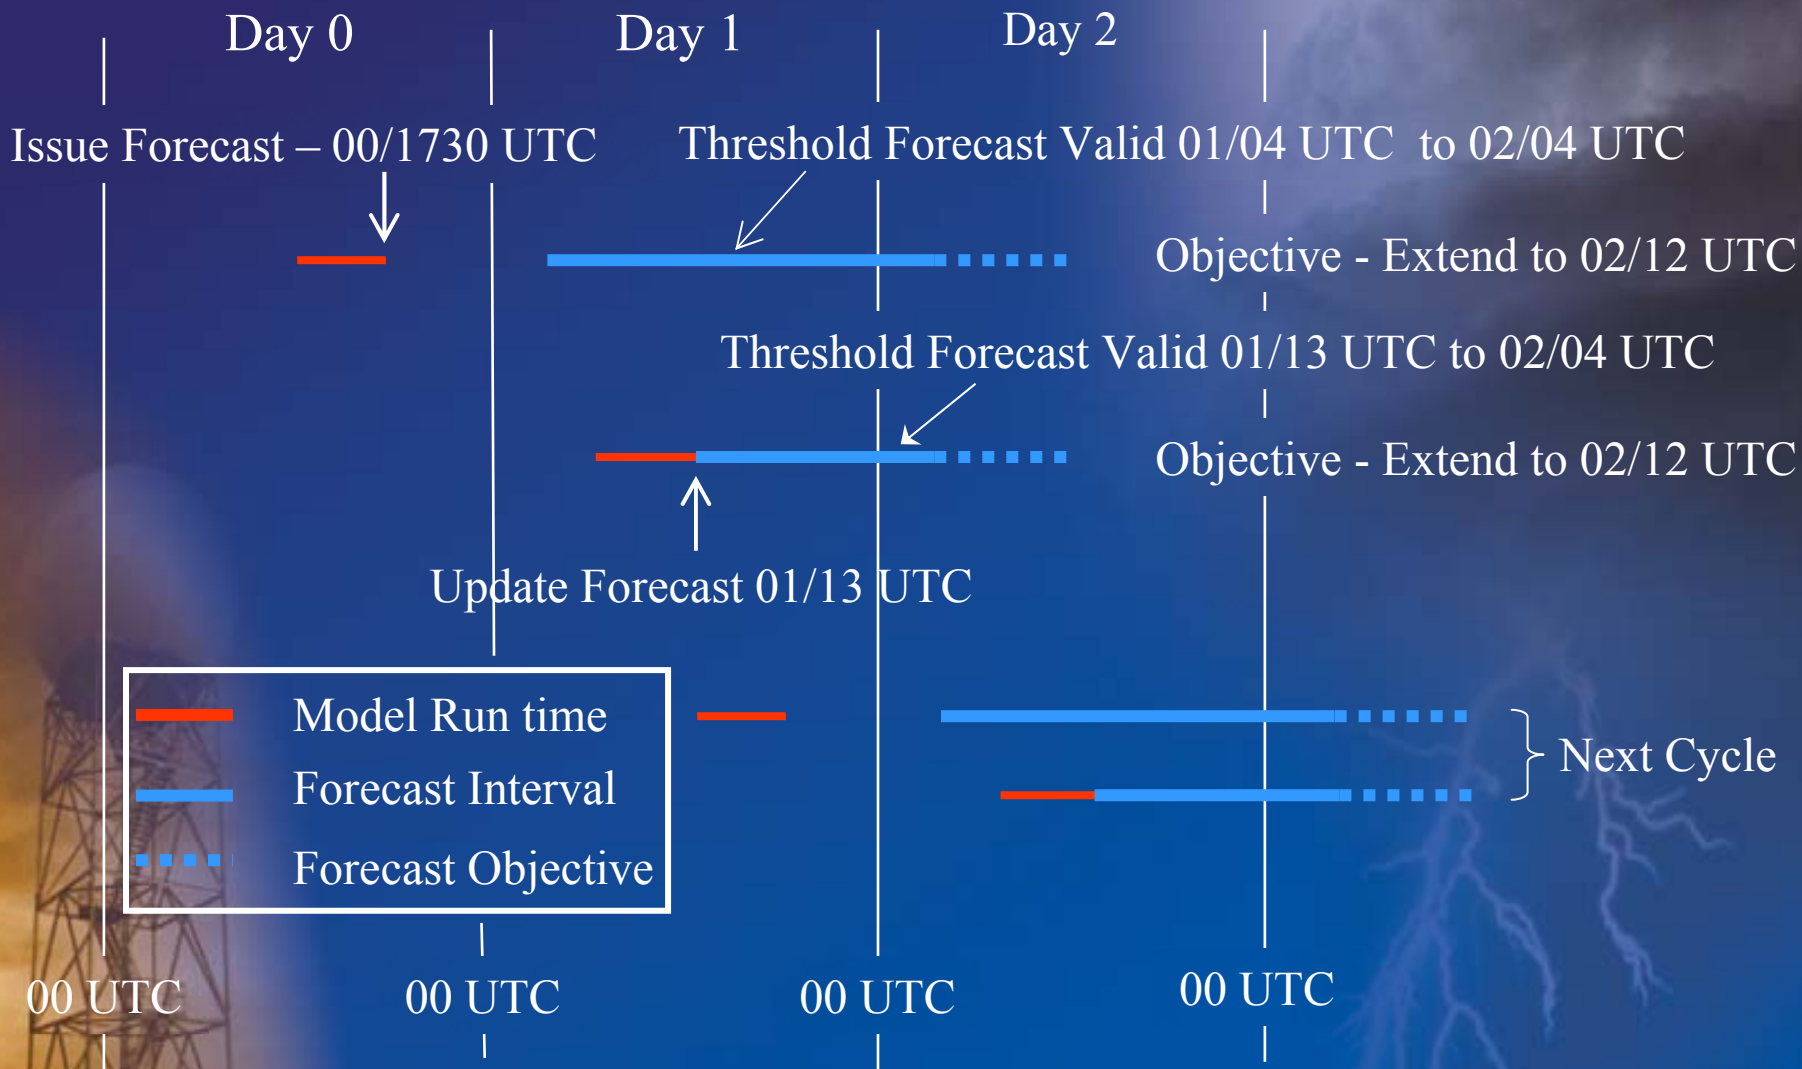 Day 0
Day 1
Day 2
Issue Forecast – 00/1730 UTC
Threshold Forecast Valid 01/04 UTC to 02/04 UTC
Objective - Extend to 02/12 UTC
Threshold Forecast Valid 01/13 UTC to 02/04 UTC
Objective - Extend to 02/12 UTC
Update Forecast 01/13 UTC
Model Run time
Forecast Interval
Forecast Objective
Next Cycle
00 UTC
00 UTC
00 UTC
00 UTC